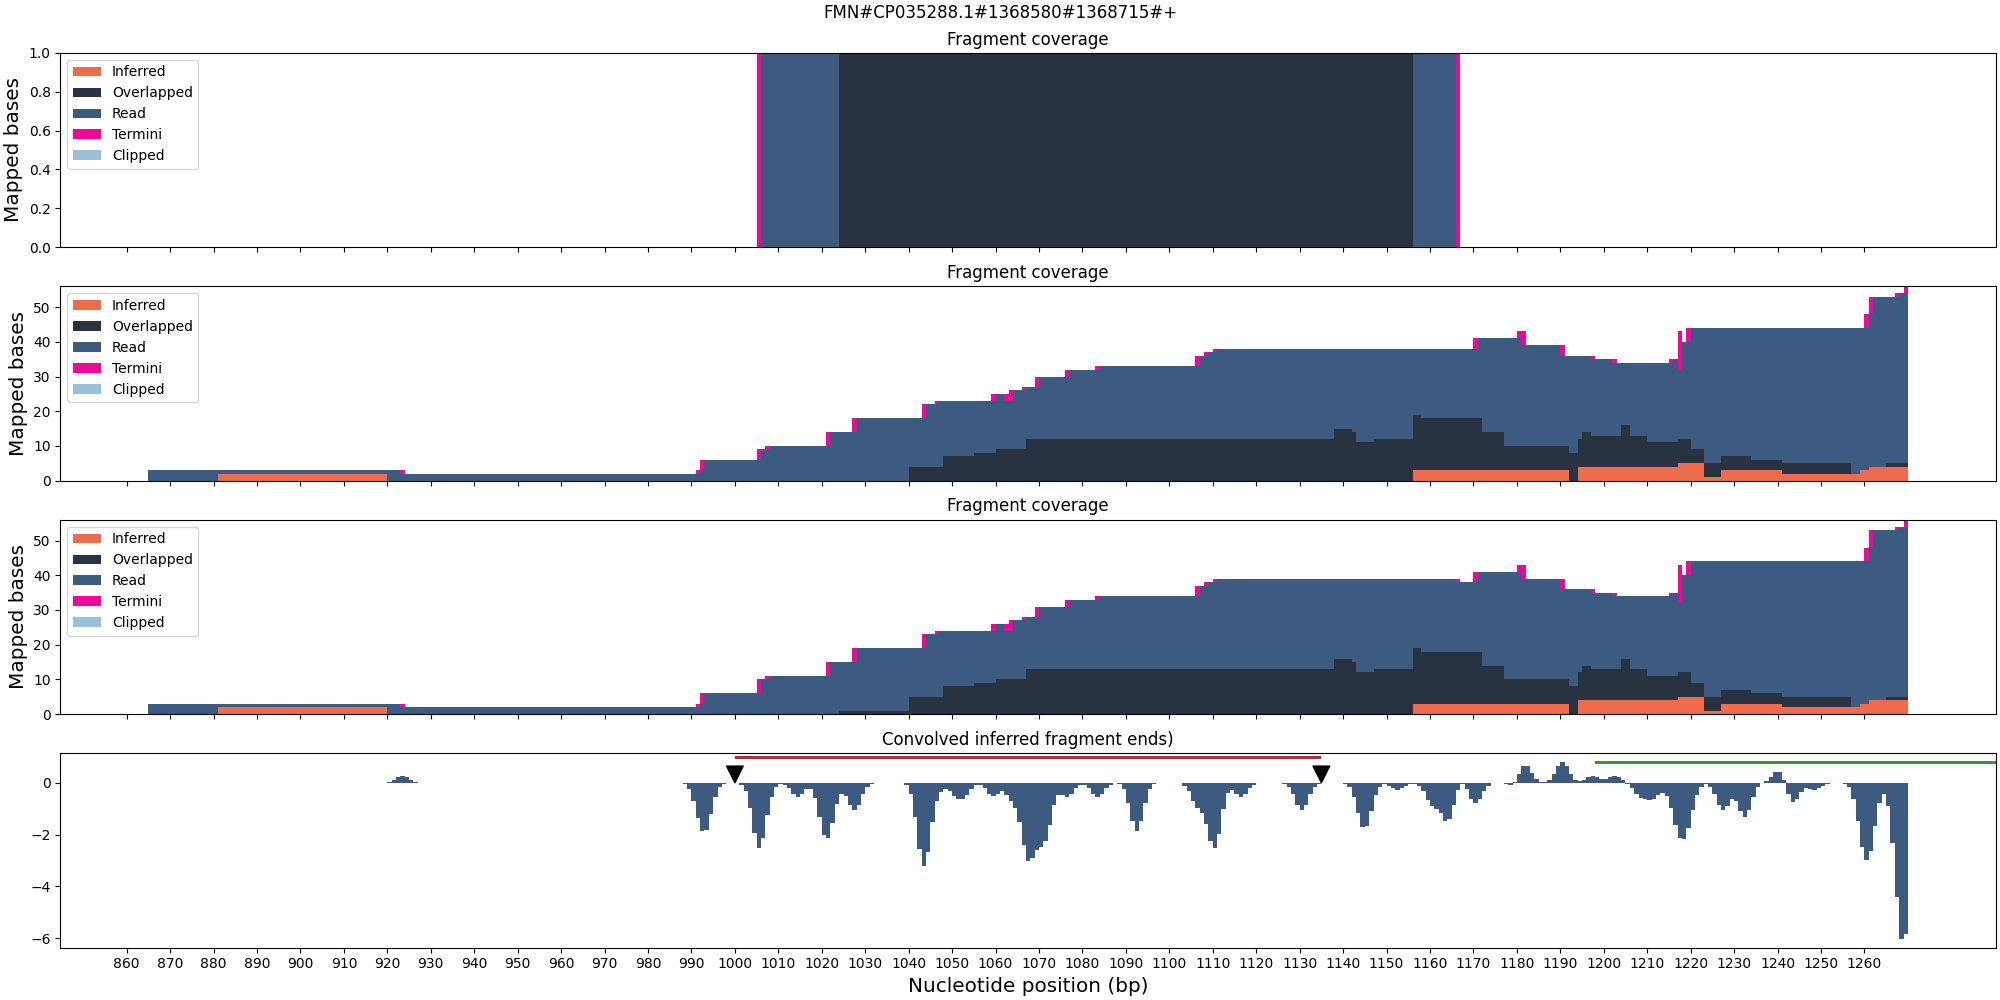 FMN#CP035288.1#1368580#1368715#+
Fragment coverage
Mapped bases
1.0
0.8
0.6
0.4
0.2
0.0
Inferred
Overlapped
Read
Termini
Clipped
Fragment coverage
Mapped bases
50
40
30
20
10
0
Inferred
Overlapped
Read
Termini
Clipped
Fragment coverage
Mapped bases
50
40
30
20
10
0
Inferred
Overlapped
Read
Termini
Clipped
Convolved inferred fragment ends)
0
−2
−4
−6
860 870 880 890 900 910 920 930 940 950 960 970 980 990 1000 1010 1020 1030 1040 1050 1060 1070 1080 1090 1100 1110 1120 1130 1140 1150 1160 1170 1180 1190 1200 1210 1220 1230 1240 1250 1260
Nucleotide position (bp)